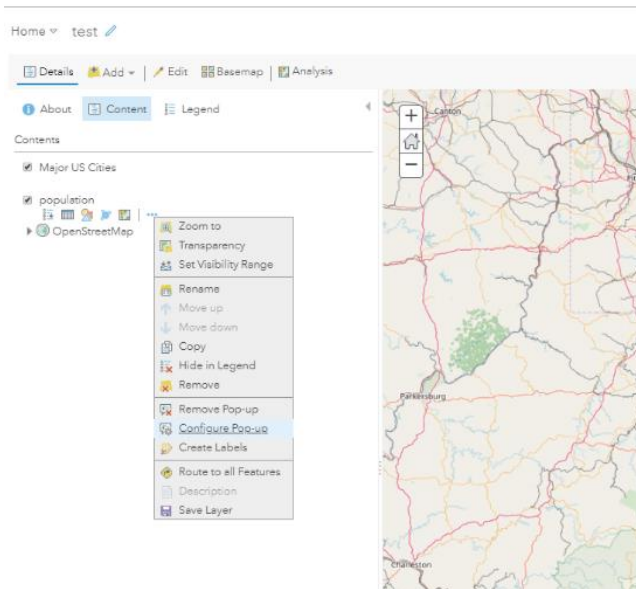 Home test
Details Add Edit Basemap Analysis
About Content Legend
Contents
Major US Cities
population
OpenStreetMap
Zoom to
Transparency
Set Visibility Range
Rename
Move up
Move down
Copy
Hide in Legend
Remove
Remove Pop-up
Configure Pop-up
Create Labels
Route to all Features
Description
Save Layer
Canton
Parkersburg
Charleston